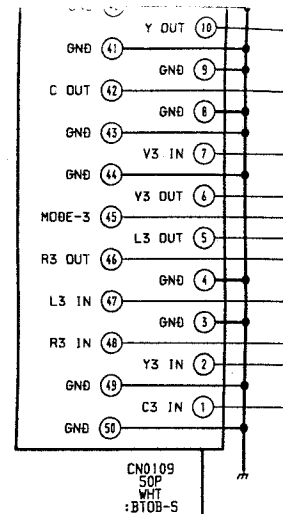 Y OUT 10
GND 41
GND 9
C OUT 42
GND 8
GND 43
V3 IN 7
GND 44
V3 OUT 6
MODE-3 45
L3 OUT 5
R3 OUT 46
GND 4
L3 IN 47
GND 3
R3 IN 48
Y3 IN 2
GND 49
C3 IN 1
GND 50
CN0109
50P
WHT
:BTOB-S